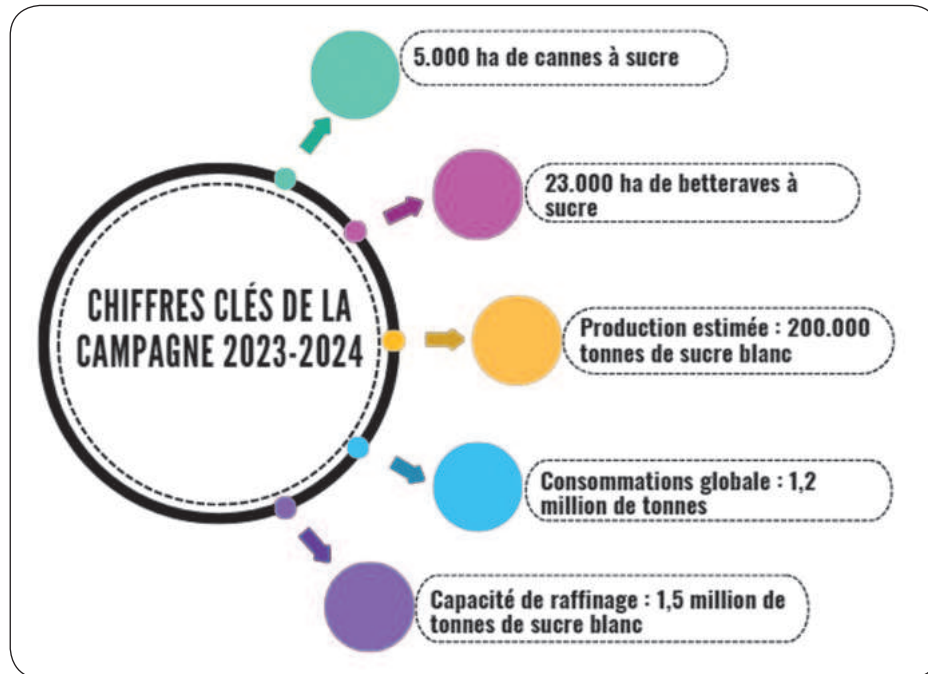 5.000 ha de cannes à sucre
23.000 ha de betteraves à
sucre
CHIFFRES CLÉS DE LA
CAMPAGNE 2023-2024
Production estimée : 200.000
tonnes de sucre blanc
Consommations globale : 1,2
million de tonnes
Capacité de raffinage : 1,5 million de
tonnes de sucre blanc